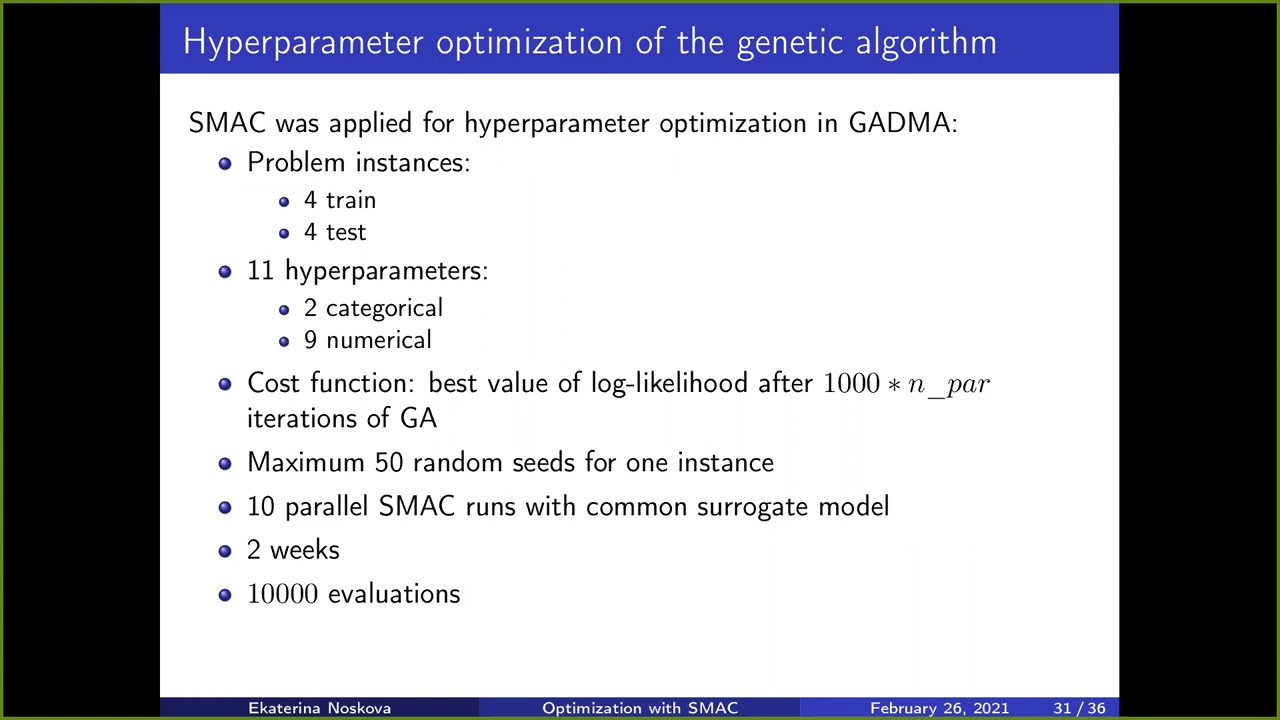 Hyperparameter optimization of the genetic algorithm
SMAC was applied for hyperparameter optimization in GADMA:
Problem instances:
4 train
4 test
11 hyperparameters:
2 categorical
9 numerical
Cost function: best value of log-likelihood after 1000 * n_par
iterations of GA
Maximum 50 random seeds for one instance
10 parallel SMAC runs with common surrogate model
2 weeks
10000 evaluations
Ekaterina Noskova Optimization with SMAC February 26, 2021 31 / 36